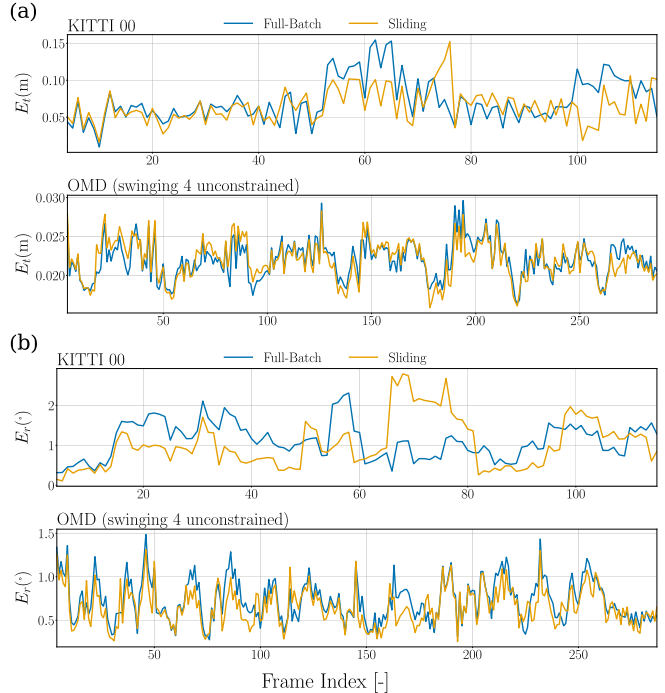 (a)
KITTI 00
Full-Batch
Sliding
E_t(m)
0.15
0.10
0.05
20 40 60 80 100
OMD (swinging 4 unconstrained)
E_t(m)
0.030
0.025
0.020
50 100 150 200 250
(b)
KITTI 00
Full-Batch
Sliding
E_r(°)
2
1
0
20 40 60 80 100
OMD (swinging 4 unconstrained)
E_r(°)
1.5
1.0
0.5
50 100 150 200 250
Frame Index [-]